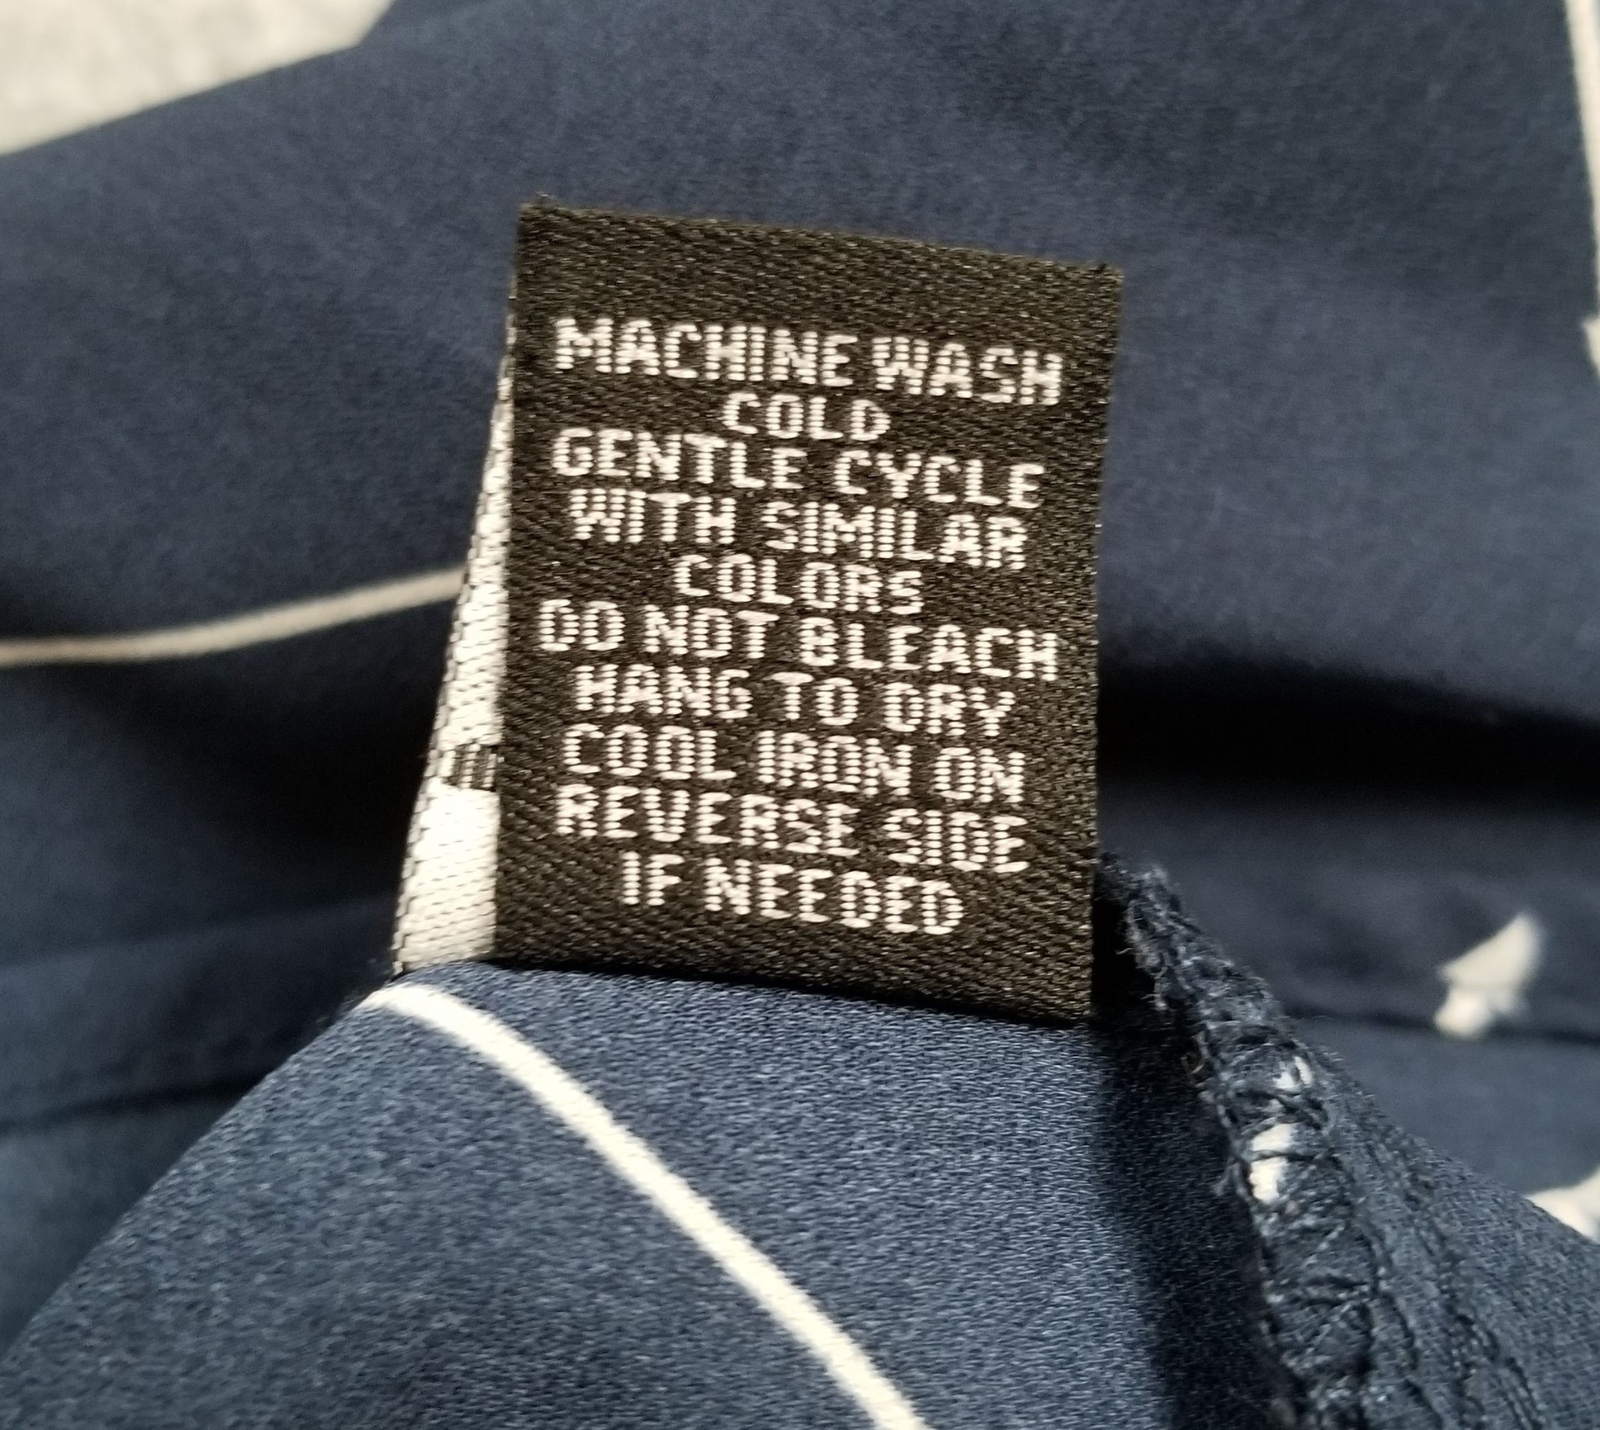 MACHINE WASH
COLD
GENTLE CYCLE
WITH SIMILAR
COLORS
DO NOT BLEACH
HANG TO DRY
COOL IRON ON
REVERSE SIDE
IF NEEDED